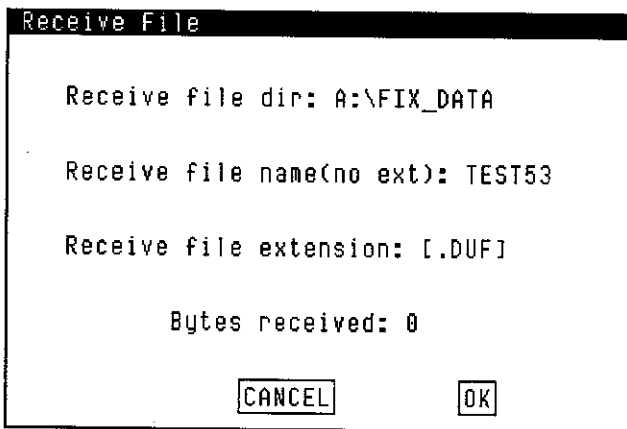 Receive File
Receive file dir: A:\FIX_DATA
Receive file name(no ext): TEST53
Receive file extension: [.DUF]
Bytes received: 0
CANCEL OK